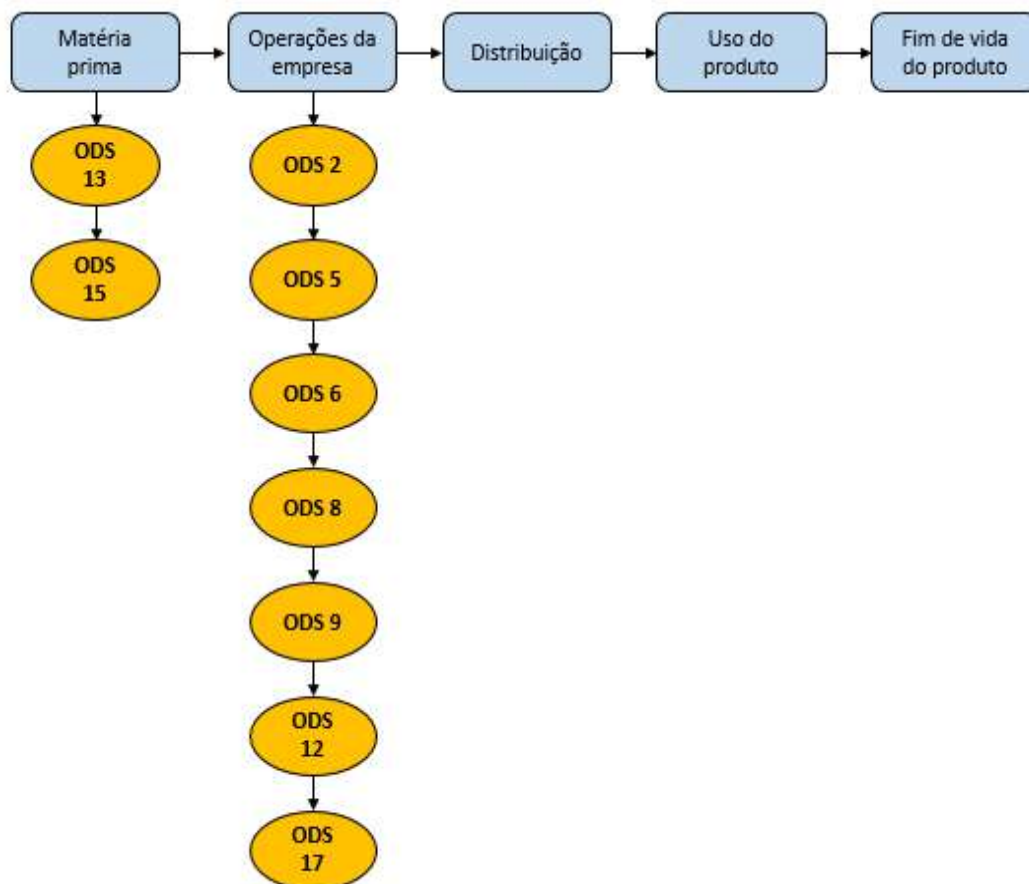 Matéria
prima
Operações da
empresa
Distribuição
Uso do
produto
Fim de vida
do produto
ODS
13
ODS
15
ODS 2
ODS 5
ODS 6
ODS 8
ODS 9
ODS
12
ODS
17